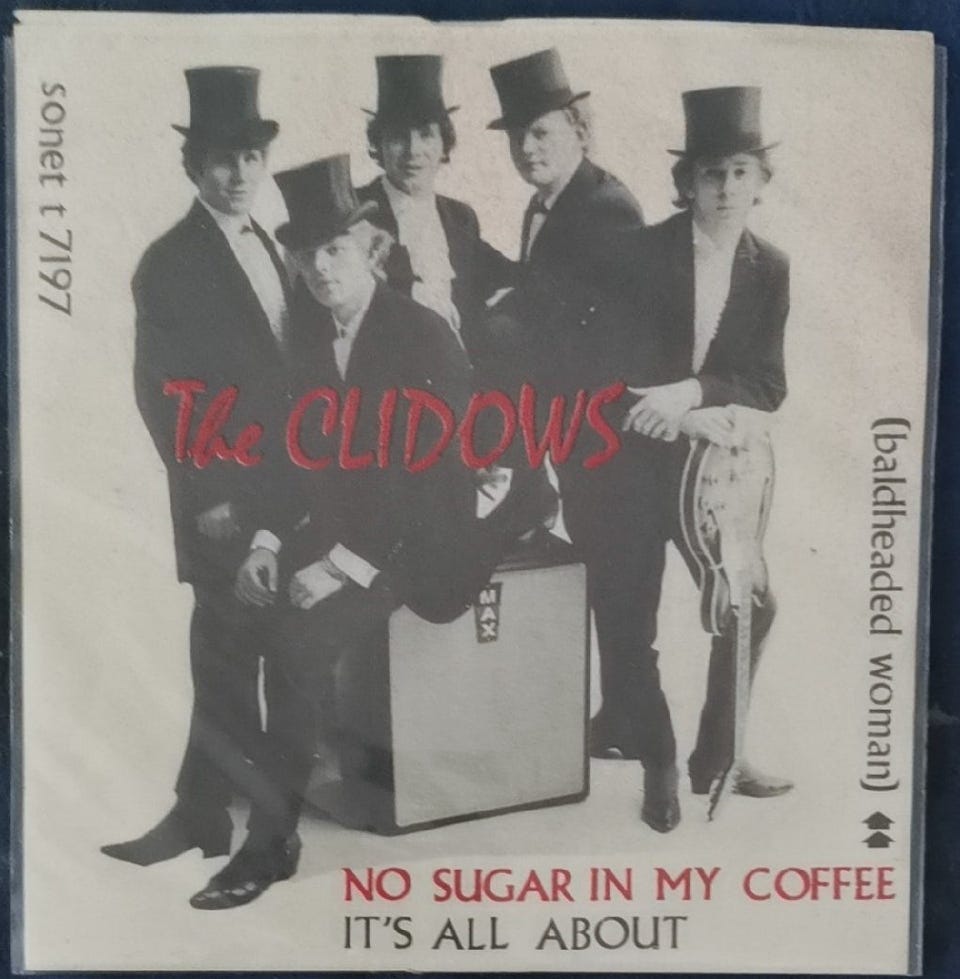 sonet t 7197
The CLIDOWS
MAX
(baldheaded woman)
NO SUGAR IN MY COFFEE
IT'S ALL ABOUT